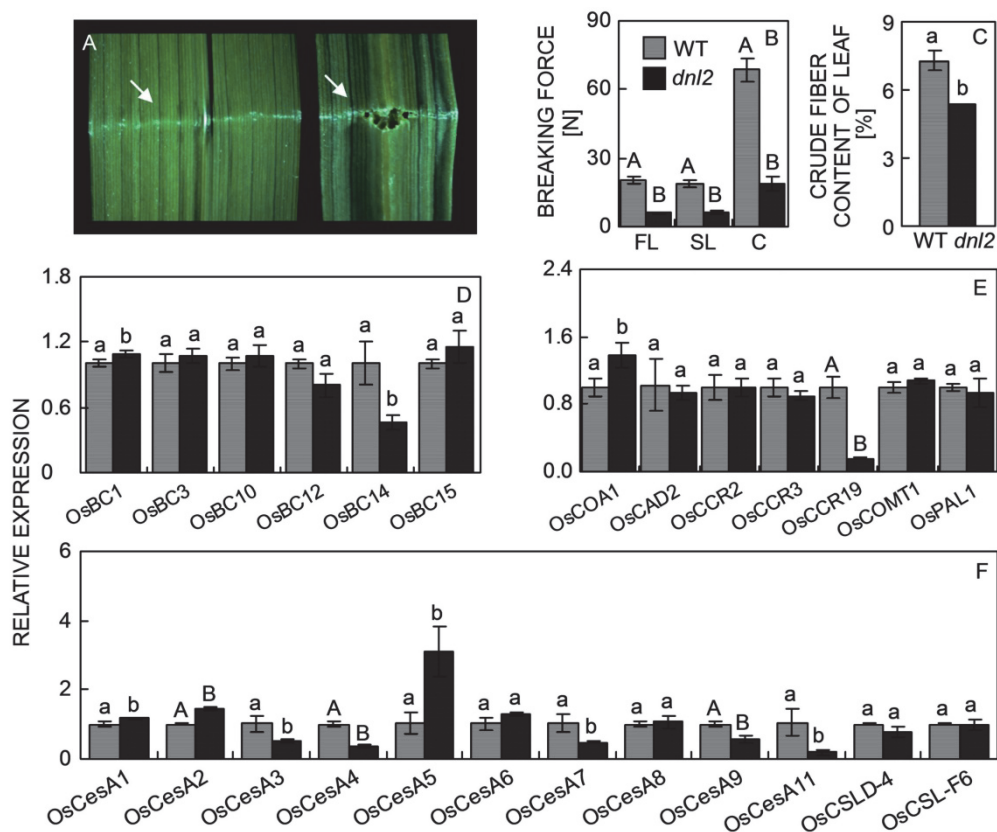 A
BREAKING FORCE
[N]
90
60
30
0
WT
dnl2
B
A B A B A B
FL SL C
CRUDE FIBER
CONTENT OF LEAF
[%]
9
6
3
0
C
a b
WT dnl2
RELATIVE EXPRESSION
1.8
1.2
0.6
0
D
a b a a a a a a a b a a
OsBC1 OsBC3 OsBC10 OsBC12 OsBC14 OsBC15
2.4
1.6
0.8
0.0
E
a b a a a a a a A B a a a a
OsCOA1 OsCAD2 OsCCR2 OsCCR3 OsCCR19 OsCOMT1 OsPAL1
6
4
2
0
F
a b A B a b A B a b a a a b a a A B a b a a a a
OsCesA1 OsCesA2 OsCesA3 OsCesA4 OsCesA5 OsCesA6 OsCesA7 OsCesA8 OsCesA9 OsCesA11 OsCSLD-4 OsCSL-F6